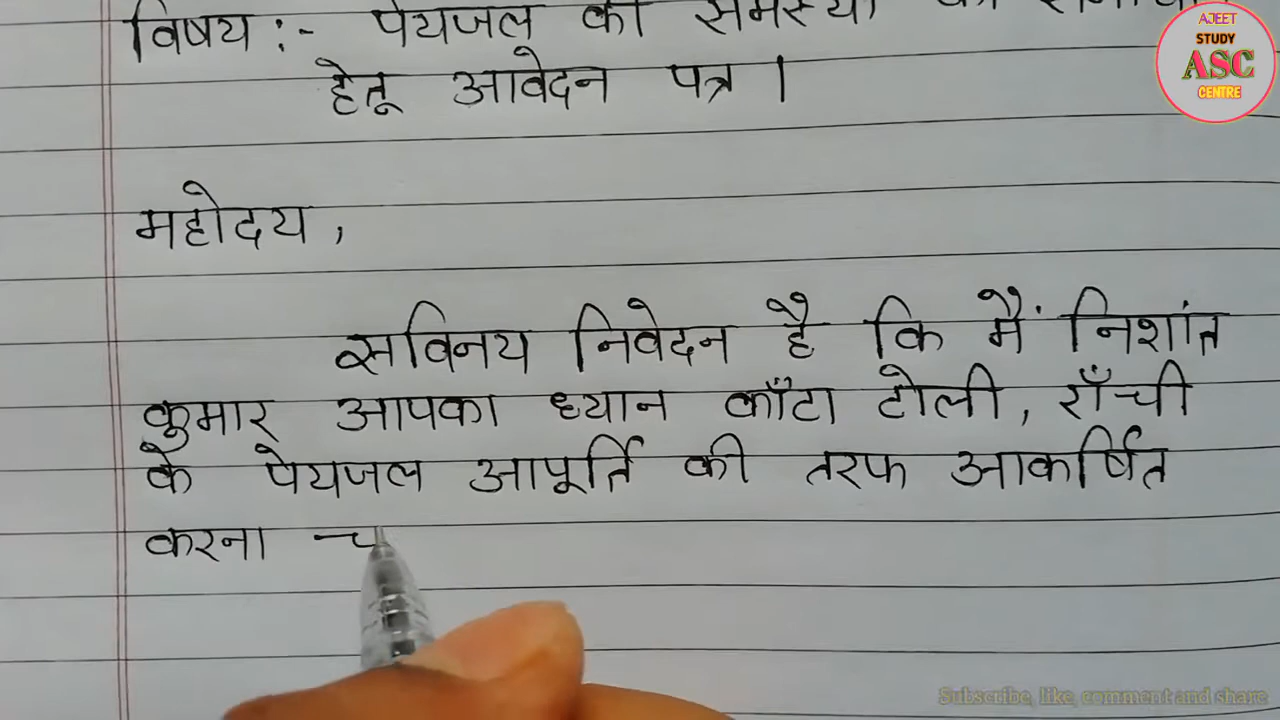 विषय :- पेयजल की समस्या
हेतू आवेदन पत्र ।
महोदय ,
सविनय निवेदन है कि मैं निशांत
कुमार आपका ध्यान काँटा टोली, राँची
के पेयजल आपूर्ति की तरफ आकर्षित
करना च
AJEET
STUDY
ASC
CENTRE
Subscribe, like, comment and share